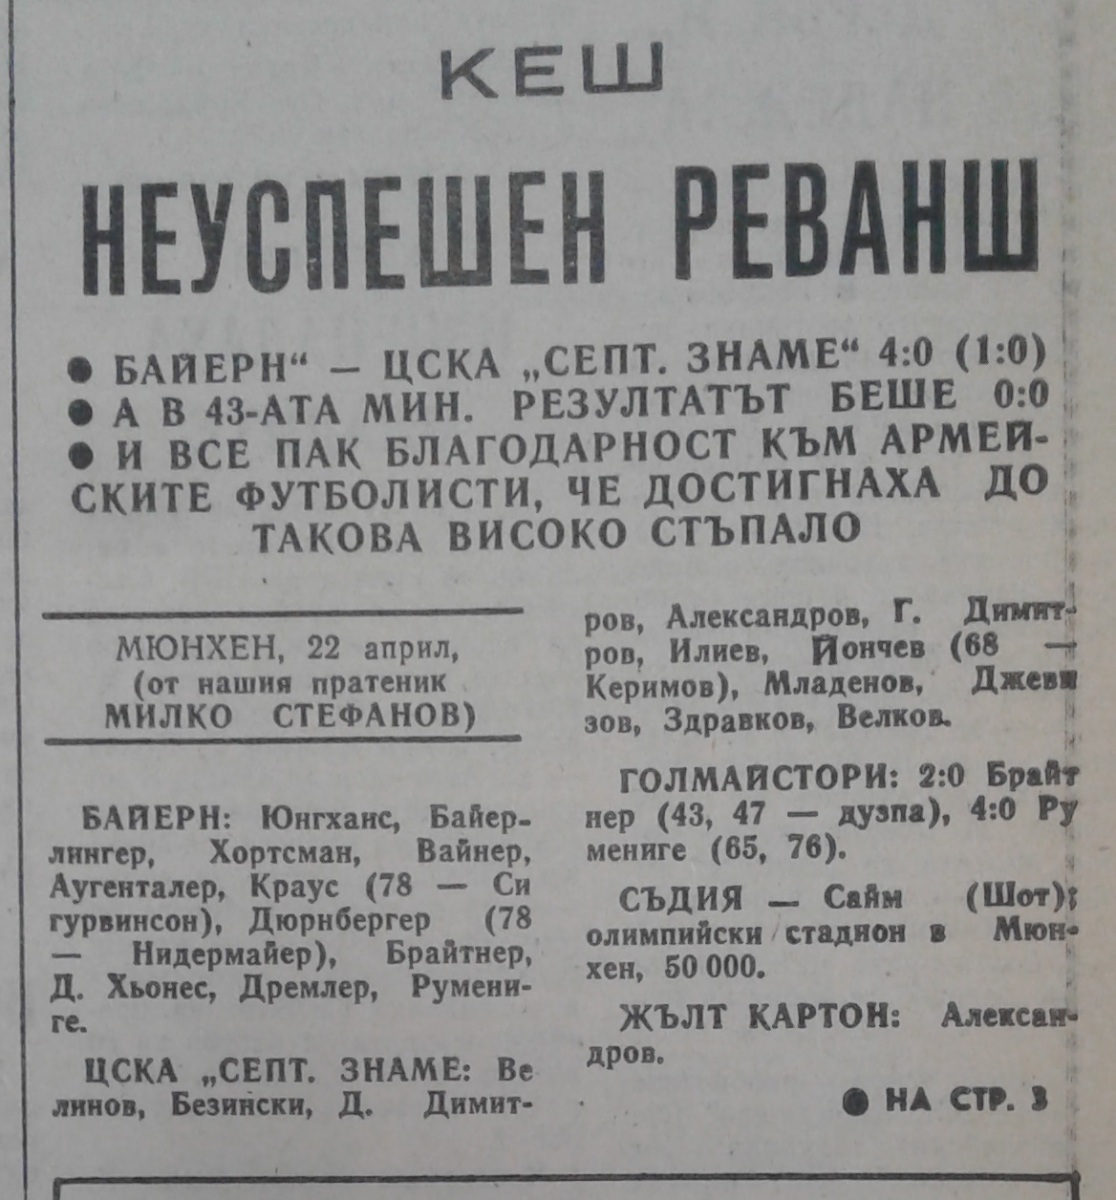 КЕШ
НЕУСПЕШЕН РЕВАНШ
● БАЙЕРН“ — ЦСКА „СЕПТ. ЗНАМЕ“ 4:0 (1:0)
● А В 43-АТА МИН. РЕЗУЛТАТЪТ БЕШЕ 0:0
● И ВСЕ ПАК БЛАГОДАРНОСТ КЪМ АРМЕЙ-
СКИТЕ ФУТБОЛИСТИ, ЧЕ ДОСТИГНАХА ДО
ТАКОВА ВИСОКО СТЪПАЛО
МЮНХЕН, 22 април,
(от нашия пратеник
МИЛКО СТЕФАНОВ)
БАЙЕРН: Юнгханс, Байер-
лингер, Хортсман, Вайнер,
Аугенталер, Краус (78 — Си
гурвинсон), Дюрнбергер (78
— Нидермайер), Брайтнер,
Д. Хьонес, Дремлер, Румени-
ге.
ЦСКА „СЕПТ. ЗНАМЕ: Ве
линов, Безински, Д. Димит-
ров, Александров, Г. Димит-
ров, Илиев, Йончев (68 —
Керимов), Младенов, Джеви
зов, Здравков, Велков.
ГОЛМАЙСТОРИ: 2:0 Брайт
нер (43, 47 — дузпа), 4:0 Ру
мениге (65, 76).
СЪДИЯ — Сайм (Шот);
олимпийски стадион в Мюн-
хен, 50 000.
ЖЪЛТ КАРТОН: Алексан-
дров.
● НА СТР. 3